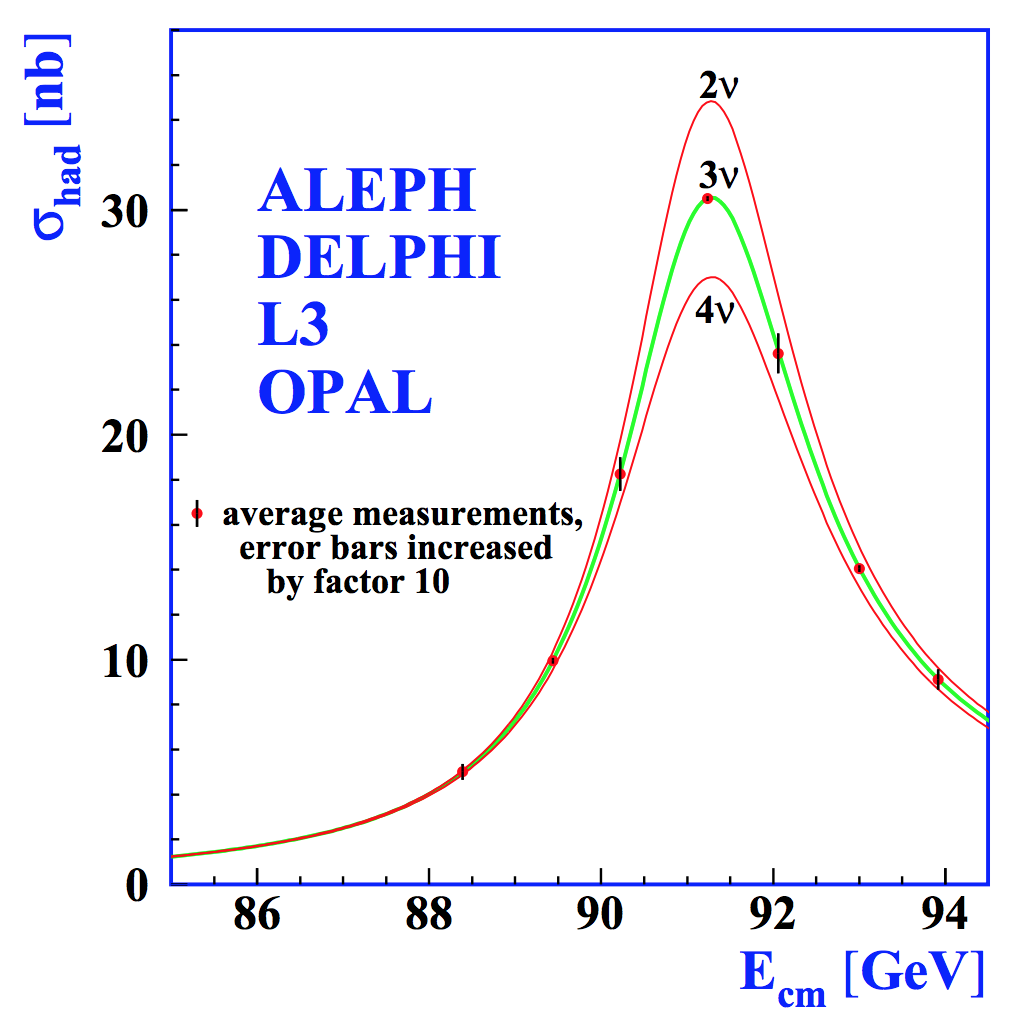 σhad [nb]
2ν
3ν
4ν
ALEPH
DELPHI
L3
OPAL
average measurements,
error bars increased
by factor 10
30
20
10
0
86 88 90 92 94
Ecm [GeV]